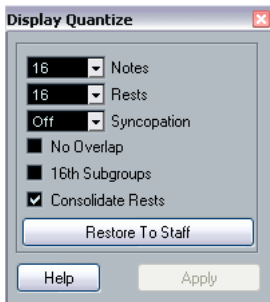 Display Quantize
16 Notes
16 Rests
Off Syncopation
No Overlap
16th Subgroups
Consolidate Rests
Restore To Staff
Help Apply